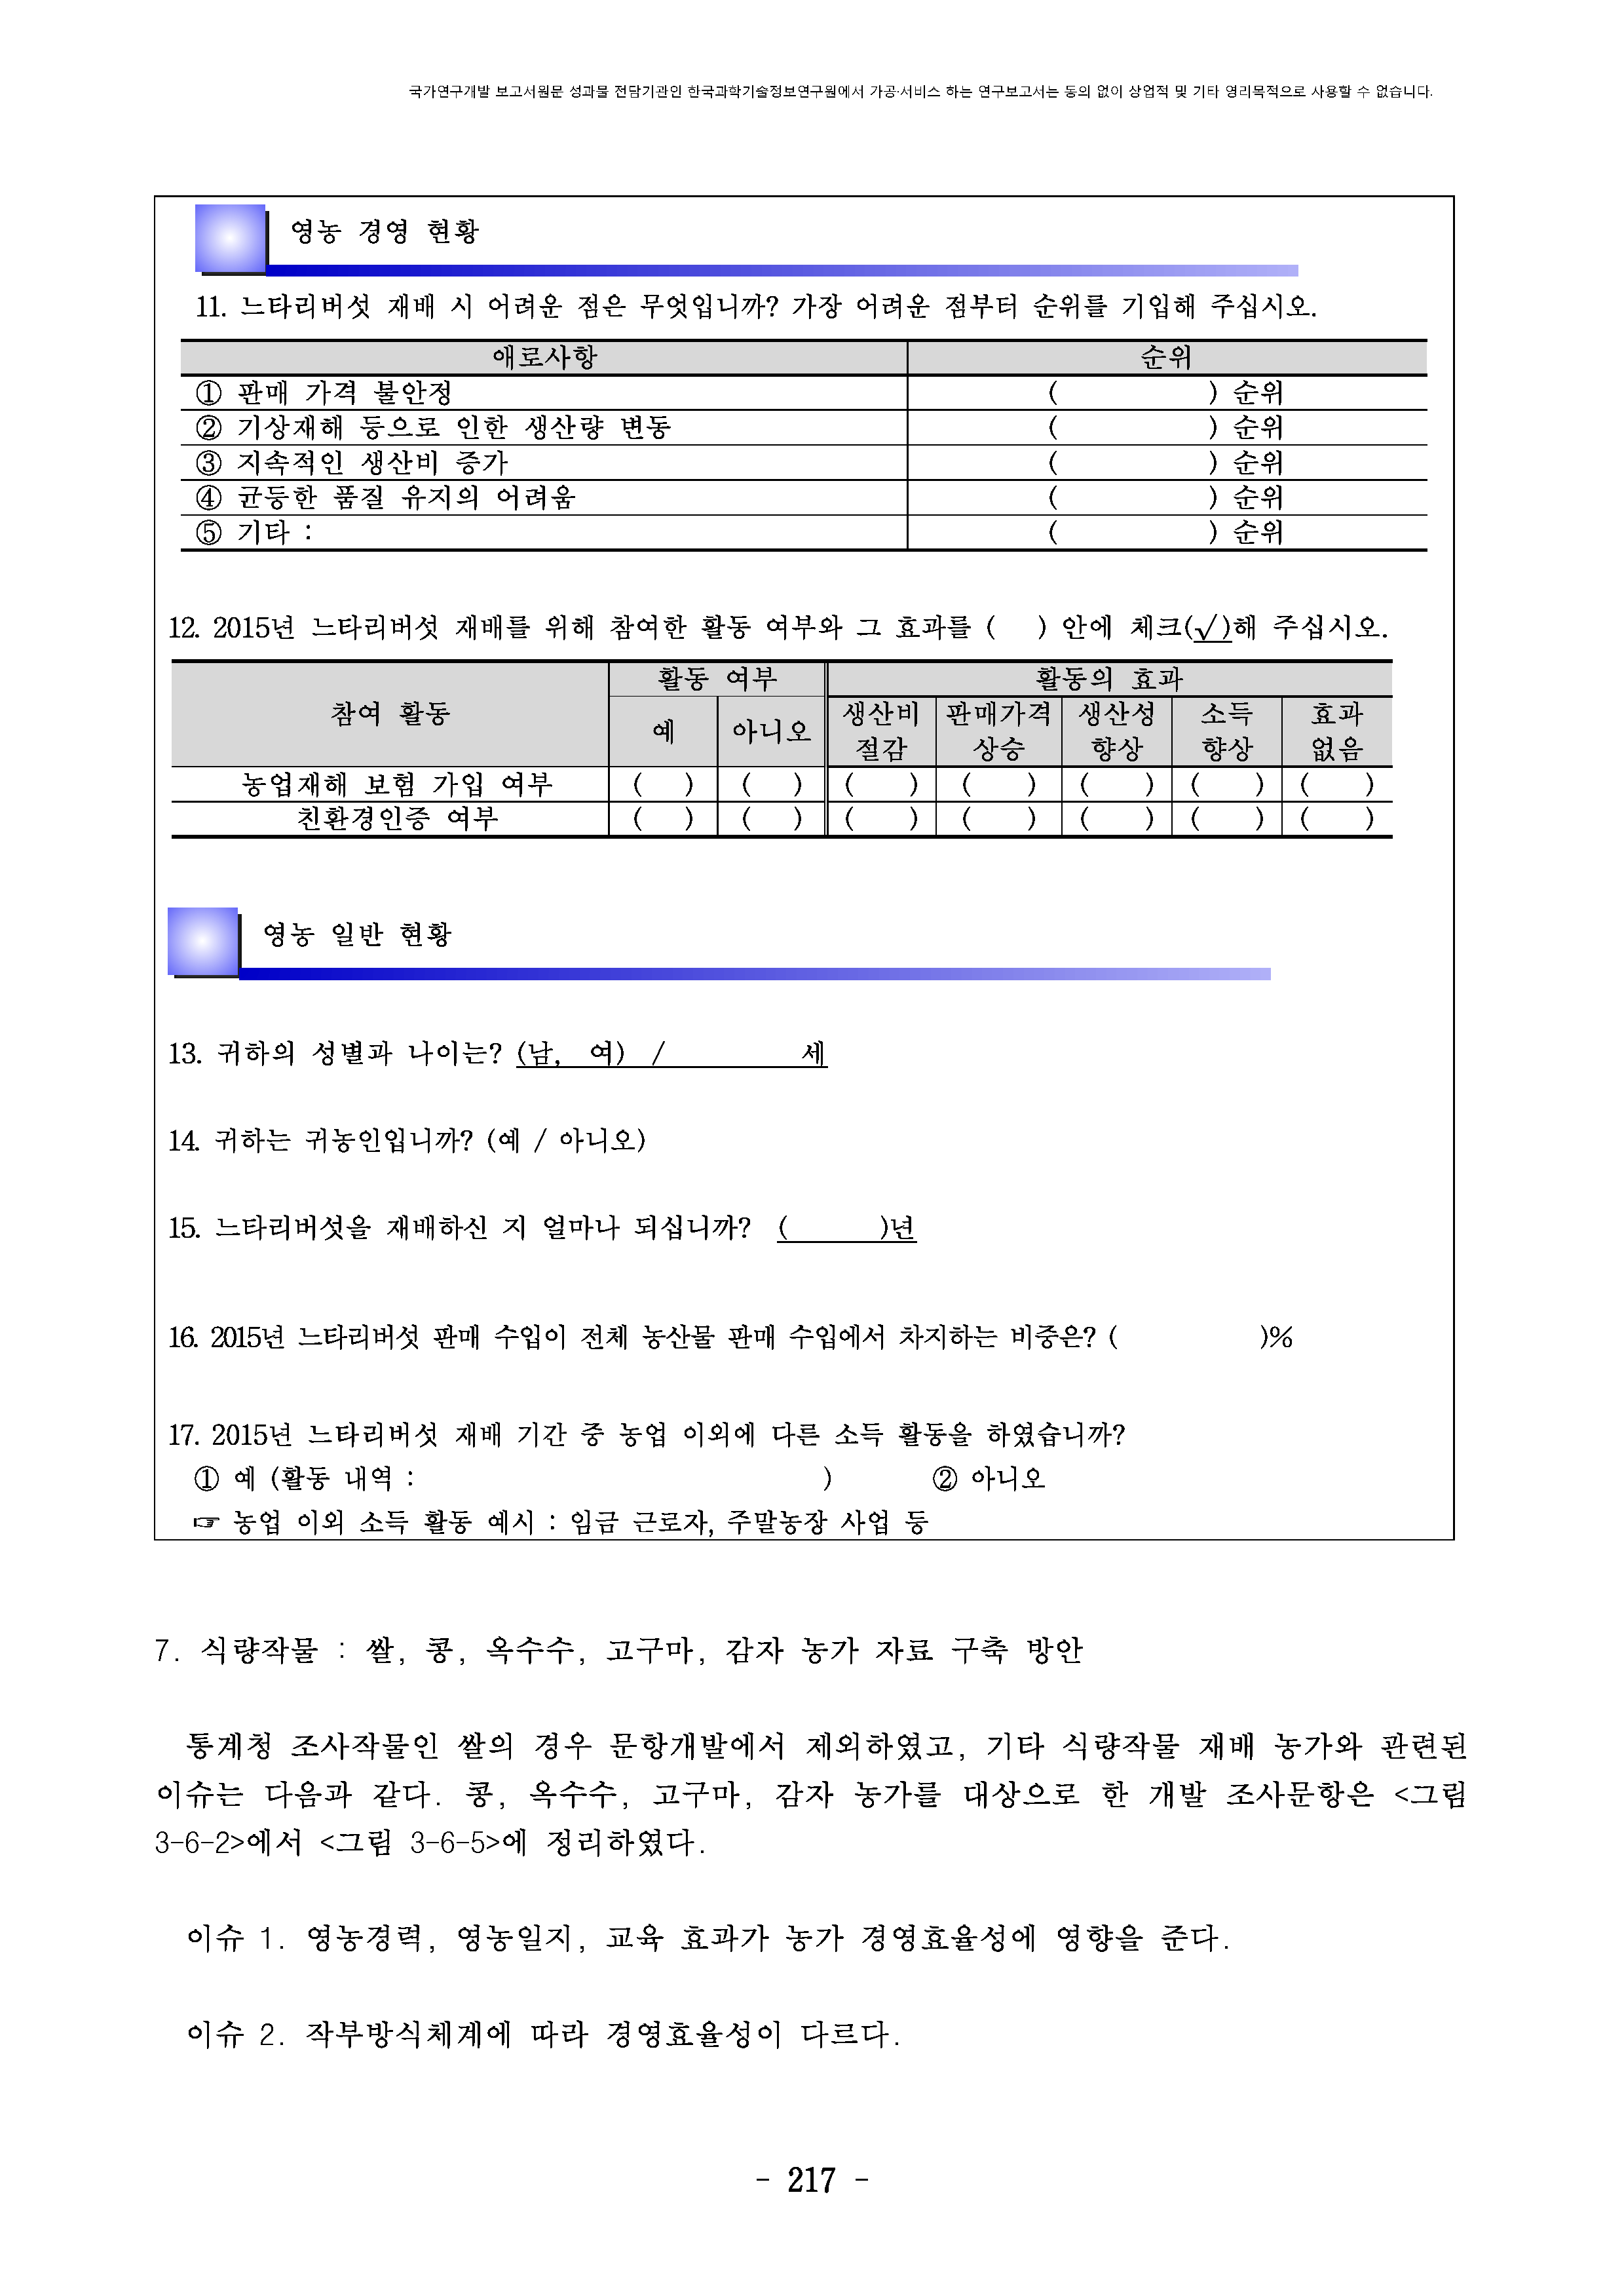 국가연구개발 보고서원문 성과물 전담기관인 한국과학기술정보연구원에서 가공·서비스 하는 연구보고서는 동의 없이 상업적 및 기타 영리목적으로 사용할 수 없습니다.
영농 경영 현황
11. 느타리버섯 재배 시 어려운 점은 무엇입니까? 가장 어려운 점부터 순위를 기입해 주십시오.
애로사항 순위
① 판매 가격 불안정 ( ) 순위
② 기상재해 등으로 인한 생산량 변동 ( ) 순위
③ 지속적인 생산비 증가 ( ) 순위
④ 균등한 품질 유지의 어려움 ( ) 순위
⑤ 기타 : ( ) 순위
12. 2015년 느타리버섯 재배를 위해 참여한 활동 여부와 그 효과를 ( ) 안에 체크(√)해 주십시오.
참여 활동 활동 여부 활동의 효과
예 아니오 생산비 판매가격 생산성 소득 효과
절감 상승 향상 향상 없음
농업재해 보험 가입 여부 ( ) ( ) ( ) ( ) ( ) ( ) ( )
친환경인증 여부 ( ) ( ) ( ) ( ) ( ) ( ) ( )
영농 일반 현황
13. 귀하의 성별과 나이는? (남, 여) / 세
14. 귀하는 귀농인입니까? (예 / 아니오)
15. 느타리버섯을 재배하신 지 얼마나 되십니까? ( )년
16. 2015년 느타리버섯 판매 수입이 전체 농산물 판매 수입에서 차지하는 비중은? ( )%
17. 2015년 느타리버섯 재배 기간 중 농업 이외에 다른 소득 활동을 하였습니까?
① 예 (활동 내역 : ) ② 아니오
☞ 농업 이외 소득 활동 예시 : 임금 근로자, 주말농장 사업 등
7. 식량작물 : 쌀, 콩, 옥수수, 고구마, 감자 농가 자료 구축 방안
통계청 조사작물인 쌀의 경우 문항개발에서 제외하였고, 기타 식량작물 재배 농가와 관련된
이슈는 다음과 같다. 콩, 옥수수, 고구마, 감자 농가를 대상으로 한 개발 조사문항은 <그림
3-6-2>에서 <그림 3-6-5>에 정리하였다.
이슈 1. 영농경력, 영농일지, 교육 효과가 농가 경영효율성에 영향을 준다.
이슈 2. 작부방식체계에 따라 경영효율성이 다르다.
- 217 -